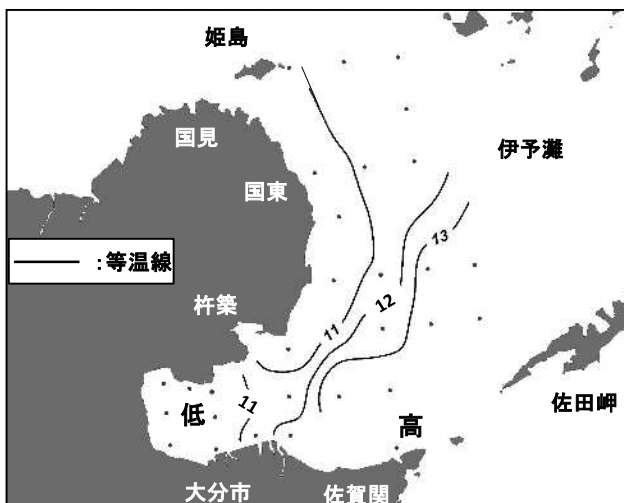 姫島
国見
伊予灘
国東
13
——— :等温線
12
杵築
11
11
低
高
佐田岬
大分市
佐賀関